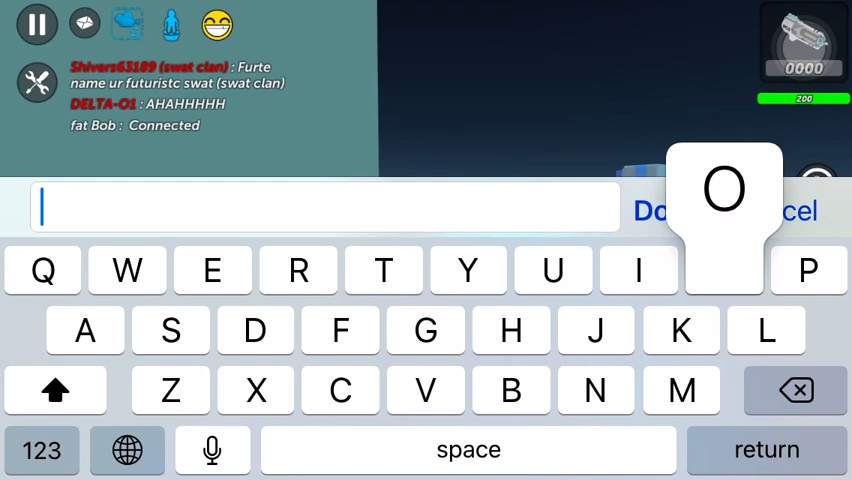 Shivers63189 (swat clan) : Furte
name ur futuristc swat (swat clan)
DELTA-01 : AHAHHHHH
fat Bob : Connected
0000
200
Do
cel
O
Q W E R T Y U I P
A S D F G H J K L
Z X C V B N M
123 space return